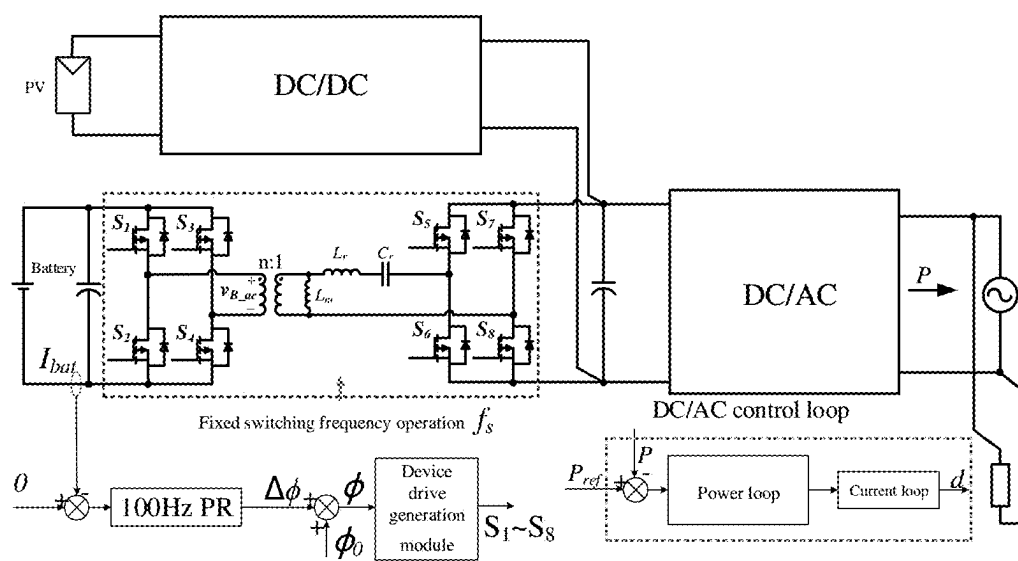 PV
DC/DC
Battery
S1
S3
S2
S4
n:1
+
vB_ac
−
Lr
Cr
Lm
S5
S7
S6
S8
DC/AC
P
Ibat
Fixed switching frequency operation fs
DC/AC control loop
0
+
-
100Hz PR
Δϕ
+
+
ϕ
ϕ0
Device
drive
generation
module
S1~S8
Pref
P
+
-
Power loop
Current loop
d